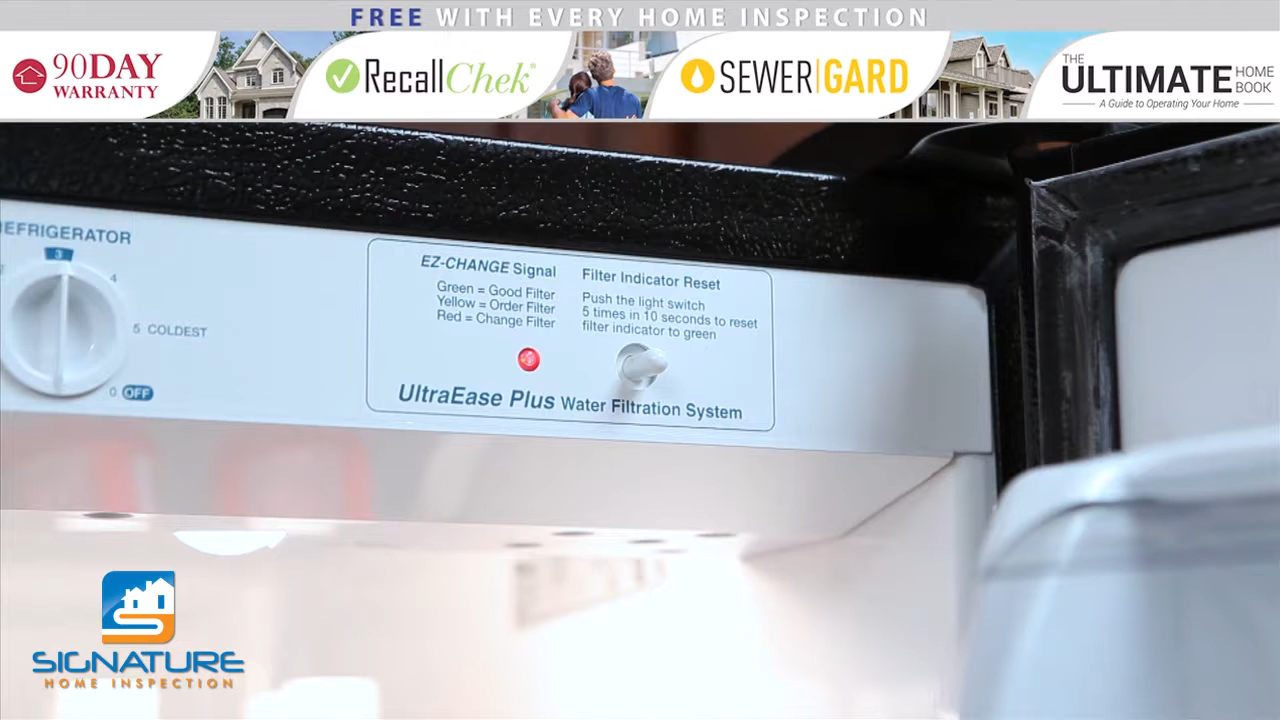 FREE WITH EVERY HOME INSPECTION
90DAY
WARRANTY
RecallChek®
SEWER|GARD
THE
ULTIMATE HOME
BOOK
A Guide to Operating Your Home
REFRIGERATOR
3
4
5 COLDEST
0 OFF
EZ-CHANGE Signal
Green = Good Filter
Yellow = Order Filter
Red = Change Filter
Filter Indicator Reset
Push the light switch
5 times in 10 seconds to reset
filter indicator to green
UltraEase Plus Water Filtration System
SIGNATURE
HOME INSPECTION